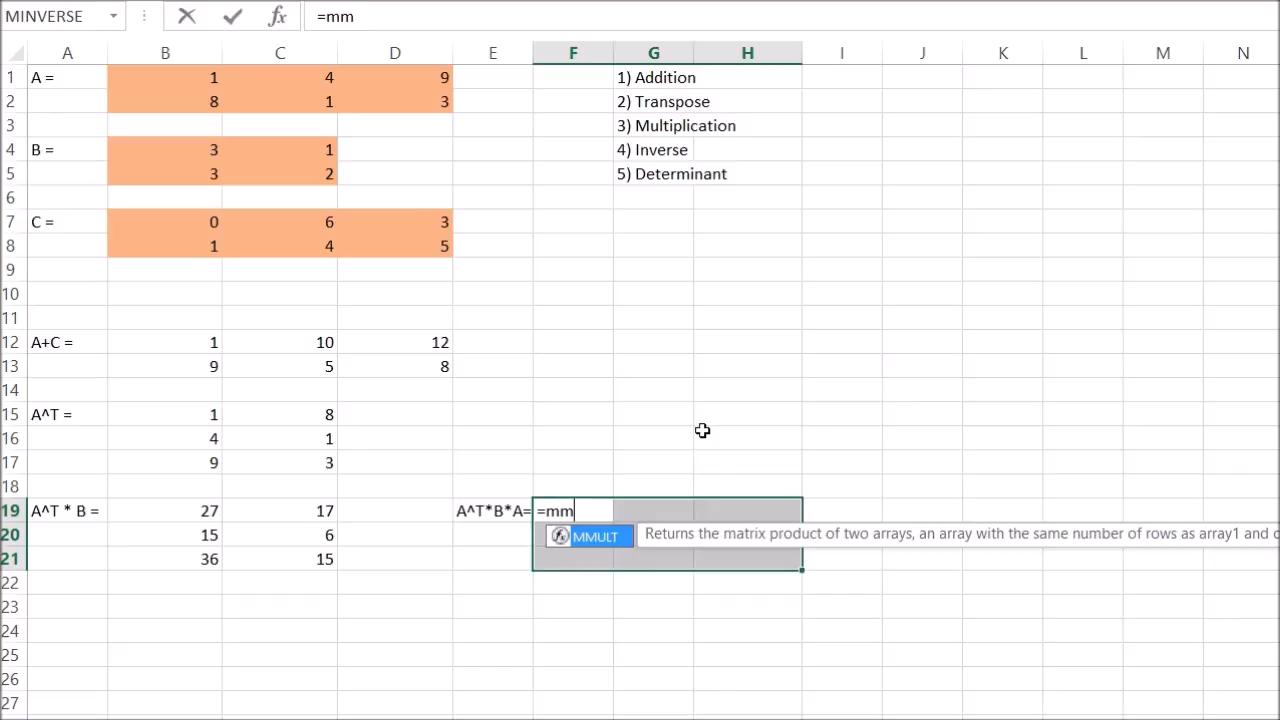 MINVERSE =mm
A B C D E F G H I J K L M N
1 A = 1 4 9 1) Addition
2 8 1 3 2) Transpose
3 3) Multiplication
4 B = 3 1 4) Inverse
5 3 2 5) Determinant
6
7 C = 0 6 3
8 1 4 5
9
10
11
12 A+C = 1 10 12
13 9 5 8
14
15 A^T = 1 8
16 4 1
17 9 3
18
19 A^T * B = 27 17 A^T*B*A= =mm
20 15 6 MMULT Returns the matrix product of two arrays, an array with the same number of rows as array1 and
21 36 15
22
23
24
25
26
27